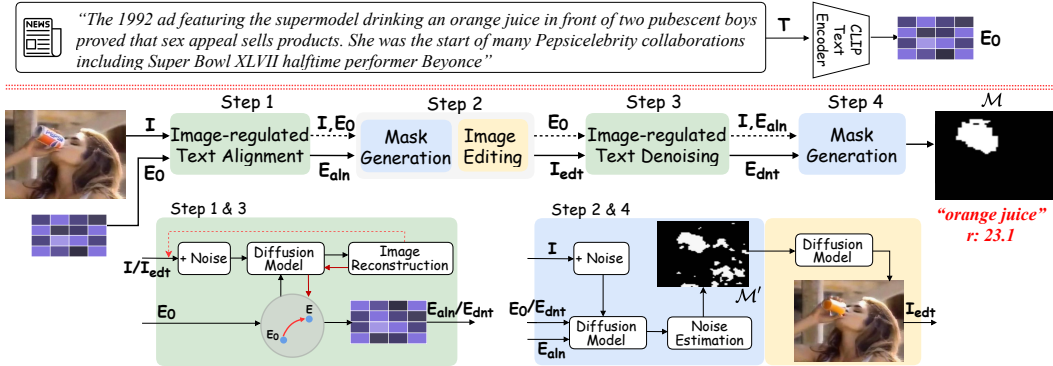 NEWS
"The 1992 ad featuring the supermodel drinking an orange juice in front of two pubescent boys
proved that sex appeal sells products. She was the start of many Pepsicelebrity collaborations
including Super Bowl XLVII halftime performer Beyonce"
T
CLIP
Text
Encoder
E0
Step 1
Step 2
Step 3
Step 4
M
I
E0
Image-regulated
Text Alignment
I,E0
Ealn
Mask
Generation
Image
Editing
E0
Iedt
Image-regulated
Text Denoising
I,Ealn
Ednt
Mask
Generation
"orange juice"
r: 23.1
Step 1 & 3
I/Iedt
+ Noise
Diffusion
Model
Image
Reconstruction
E0
E
E0
Ealn/Ednt
Step 2 & 4
I
+ Noise
E0/Ednt
Ealn
Diffusion
Model
Noise
Estimation
M'
Diffusion
Model
Iedt